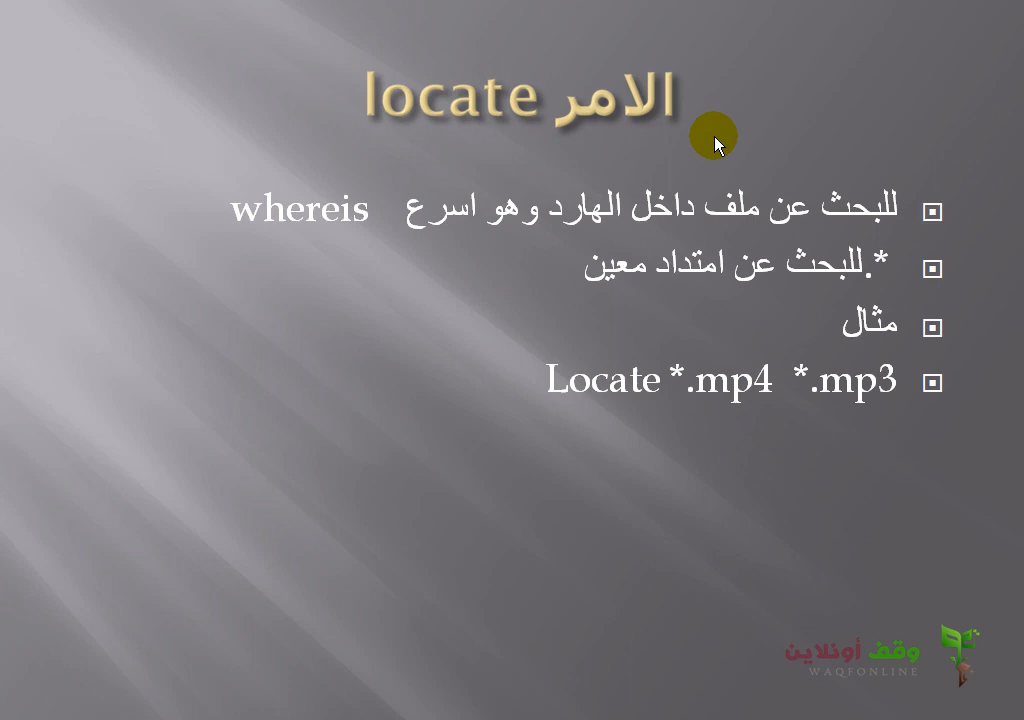 الامر locate
للبحث عن ملف داخل الهارد وهو اسرع whereis
*.للبحث عن امتداد معين
مثال
Locate *.mp4 *.mp3
وقف أونلاين
WAQFONLINE